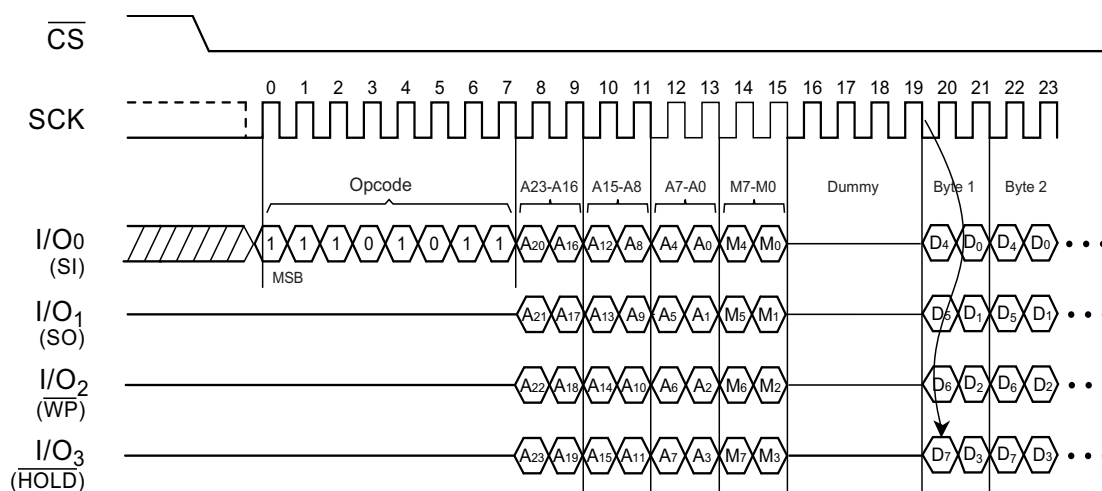 CS
SCK
0 1 2 3 4 5 6 7 8 9 10 11 12 13 14 15 16 17 18 19 20 21 22 23
Opcode A23-A16 A15-A8 A7-A0 M7-M0 Dummy Byte 1 Byte 2
I/O0 1 1 1 0 1 0 1 1 A20 A16 A12 A8 A4 A0 M4 M0 D4 D0 D4 D0 • • •
(SI)
MSB
I/O1 A21 A17 A13 A9 A5 A1 M5 M1 D5 D1 D5 D1 • • •
(SO)
I/O2 A22 A18 A14 A10 A6 A2 M6 M2 D6 D2 D6 D2 • •
(WP)
I/O3 A23 A19 A15 A11 A7 A3 M7 M3 D7 D3 D7 D3 • • •
(HOLD)